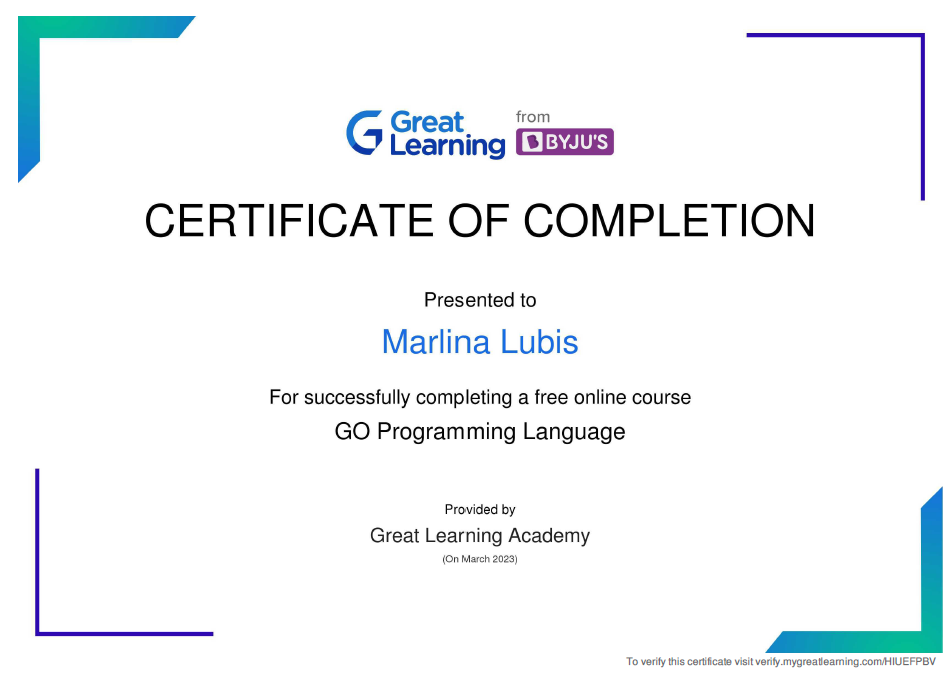 Great
Learning
from
BYJU'S
CERTIFICATE OF COMPLETION
Presented to
Marlina Lubis
For successfully completing a free online course
GO Programming Language
Provided by
Great Learning Academy
(On March 2023)
To verify this certificate visit verify.mygreatlearning.com/HIUEFPBV